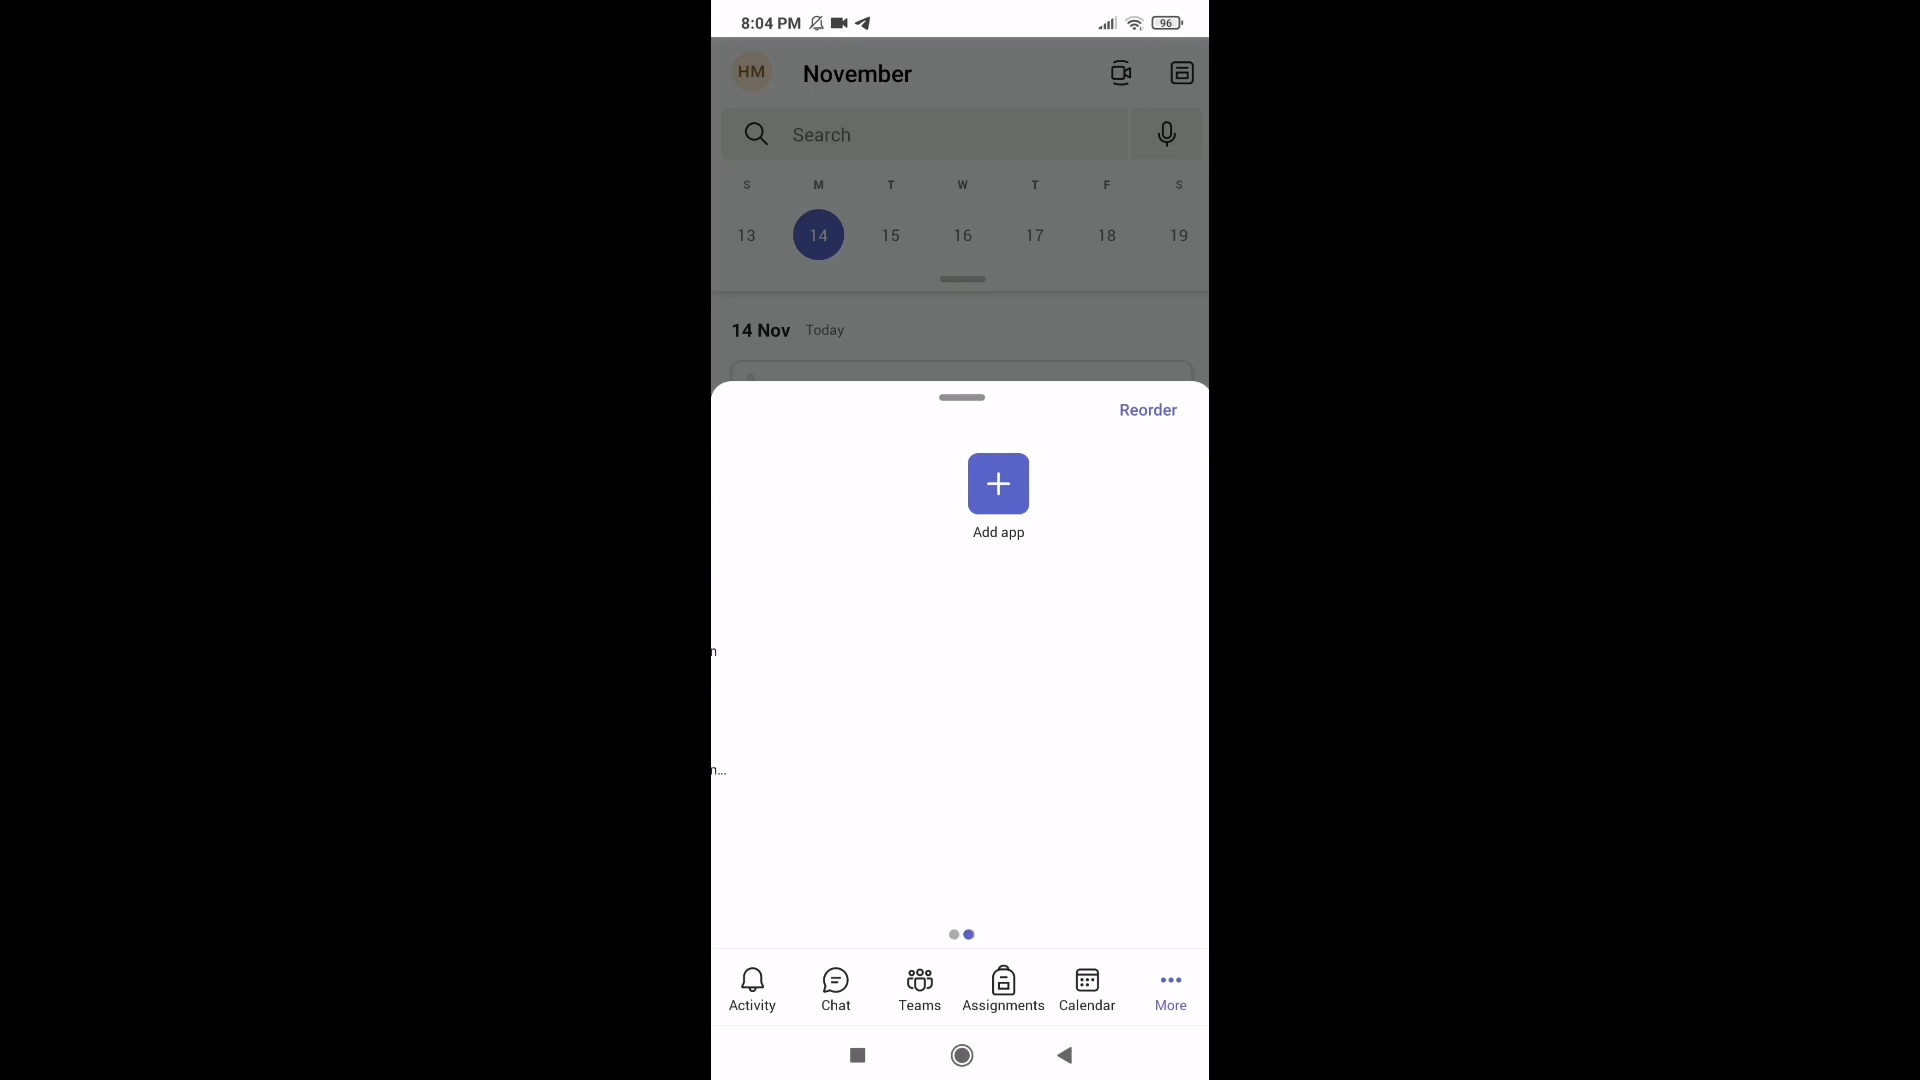 8:04 PM 96
HM November
Search
S M T W T F S
13 14 15 16 17 18 19
14 Nov Today
Reorder
Add app
n
n...
Activity Chat Teams Assignments Calendar More